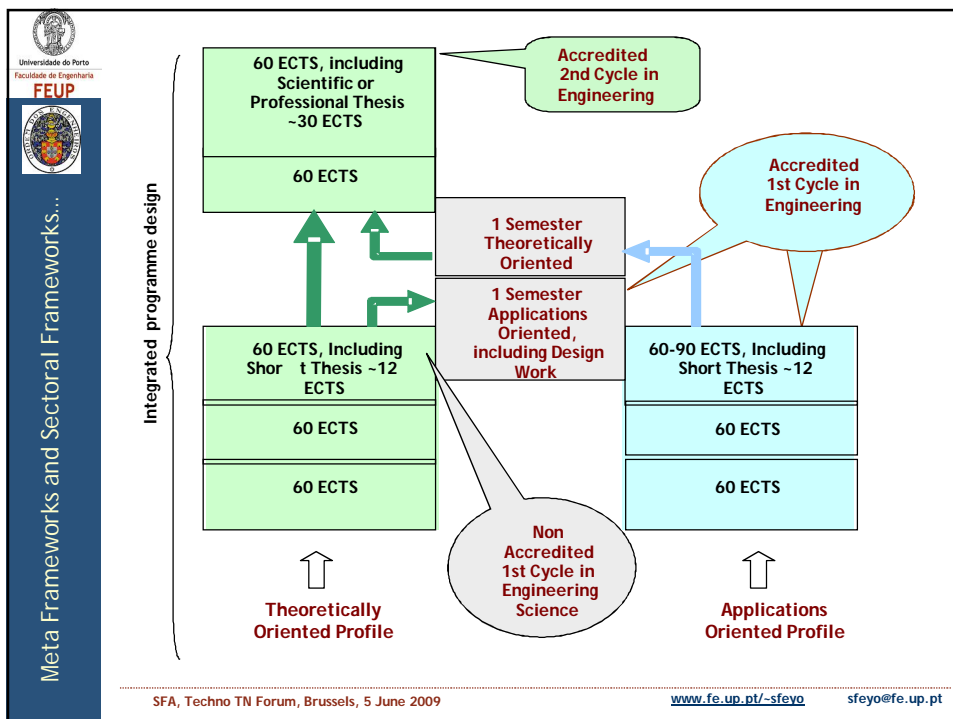 Universidade do Porto
Faculdade de Engenharia
FEUP
ORDEM DOS ENGENHEIROS
Meta Frameworks and Sectoral Frameworks...
Integrated programme design
60 ECTS, including
Scientific or
Professional Thesis
~30 ECTS
60 ECTS
Accredited
2nd Cycle in
Engineering
Accredited
1st Cycle in
Engineering
1 Semester
Theoretically
Oriented
1 Semester
Applications
Oriented,
including Design
Work
60 ECTS, Including
Shor t Thesis ~12
ECTS
60 ECTS
60 ECTS
60-90 ECTS, Including
Short Thesis ~12
ECTS
60 ECTS
60 ECTS
Non
Accredited
1st Cycle in
Engineering
Science
Theoretically
Oriented Profile
Applications
Oriented Profile
SFA, Techno TN Forum, Brussels, 5 June 2009
www.fe.up.pt/~sfeyo
sfeyo@fe.up.pt